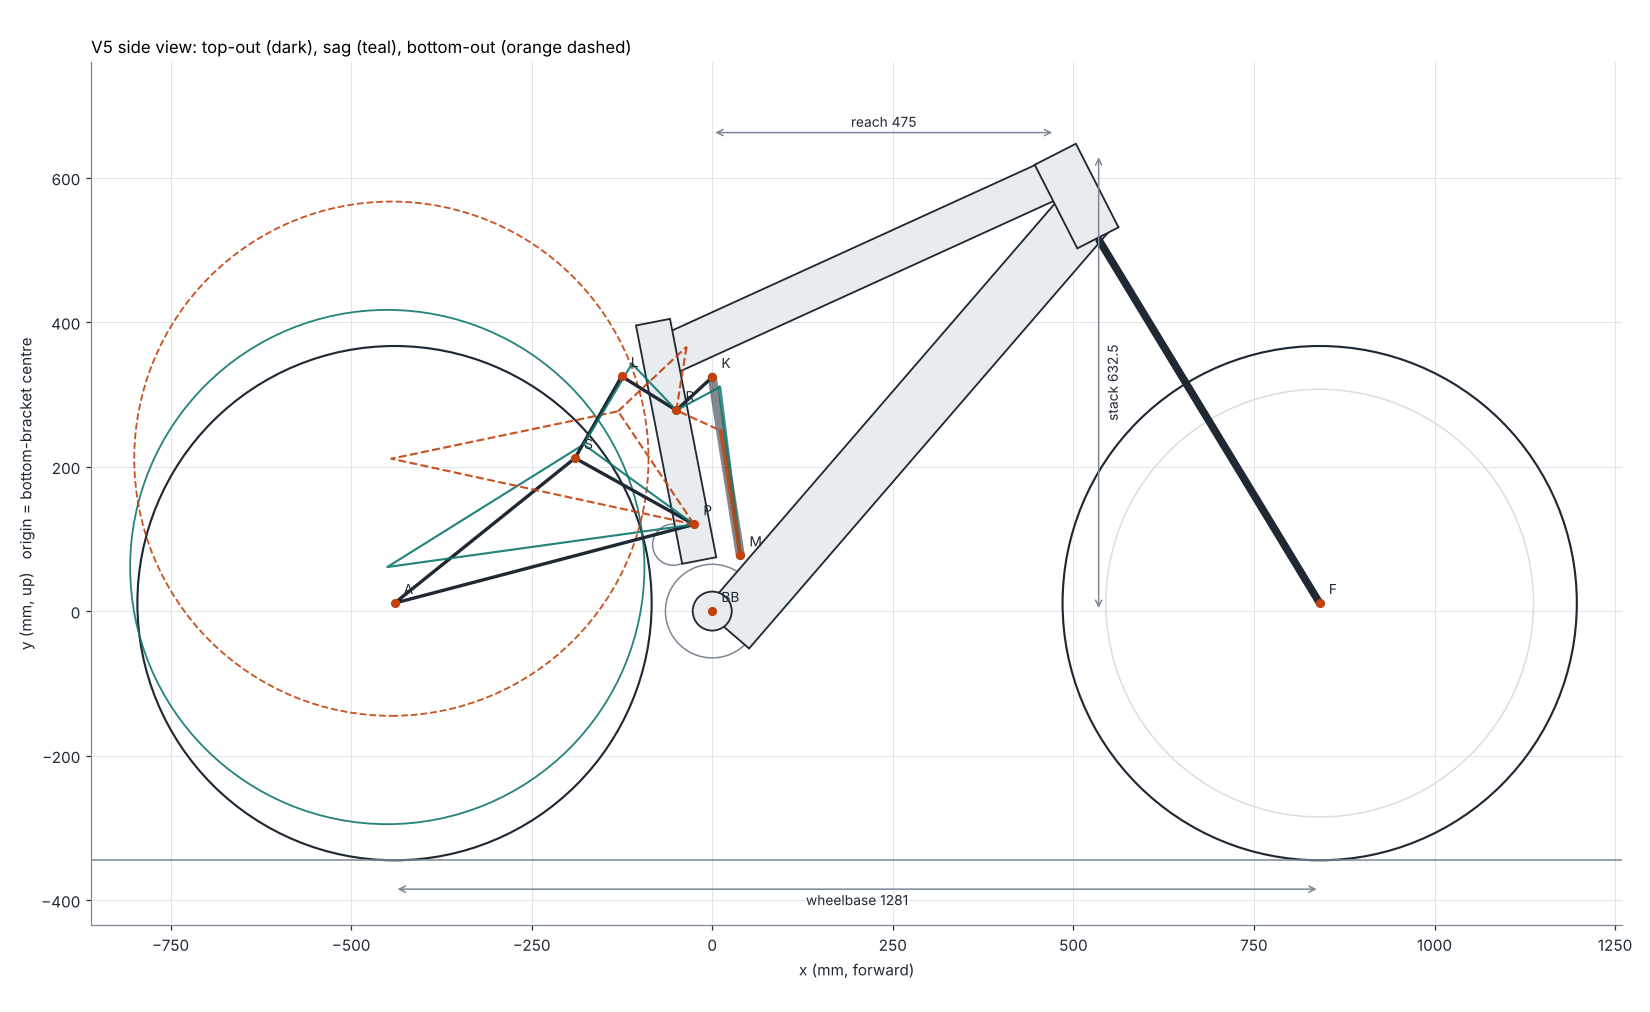 V5 side view: top-out (dark), sag (teal), bottom-out (orange dashed)
reach 475
600
400
200
0
−200
−400
y (mm, up)  origin = bottom−bracket centre
stack 632.5
L
K
R
S
P
M
A
BB
F
wheelbase 1281
−750
−500
−250
0
250
500
750
1000
1250
x (mm, forward)